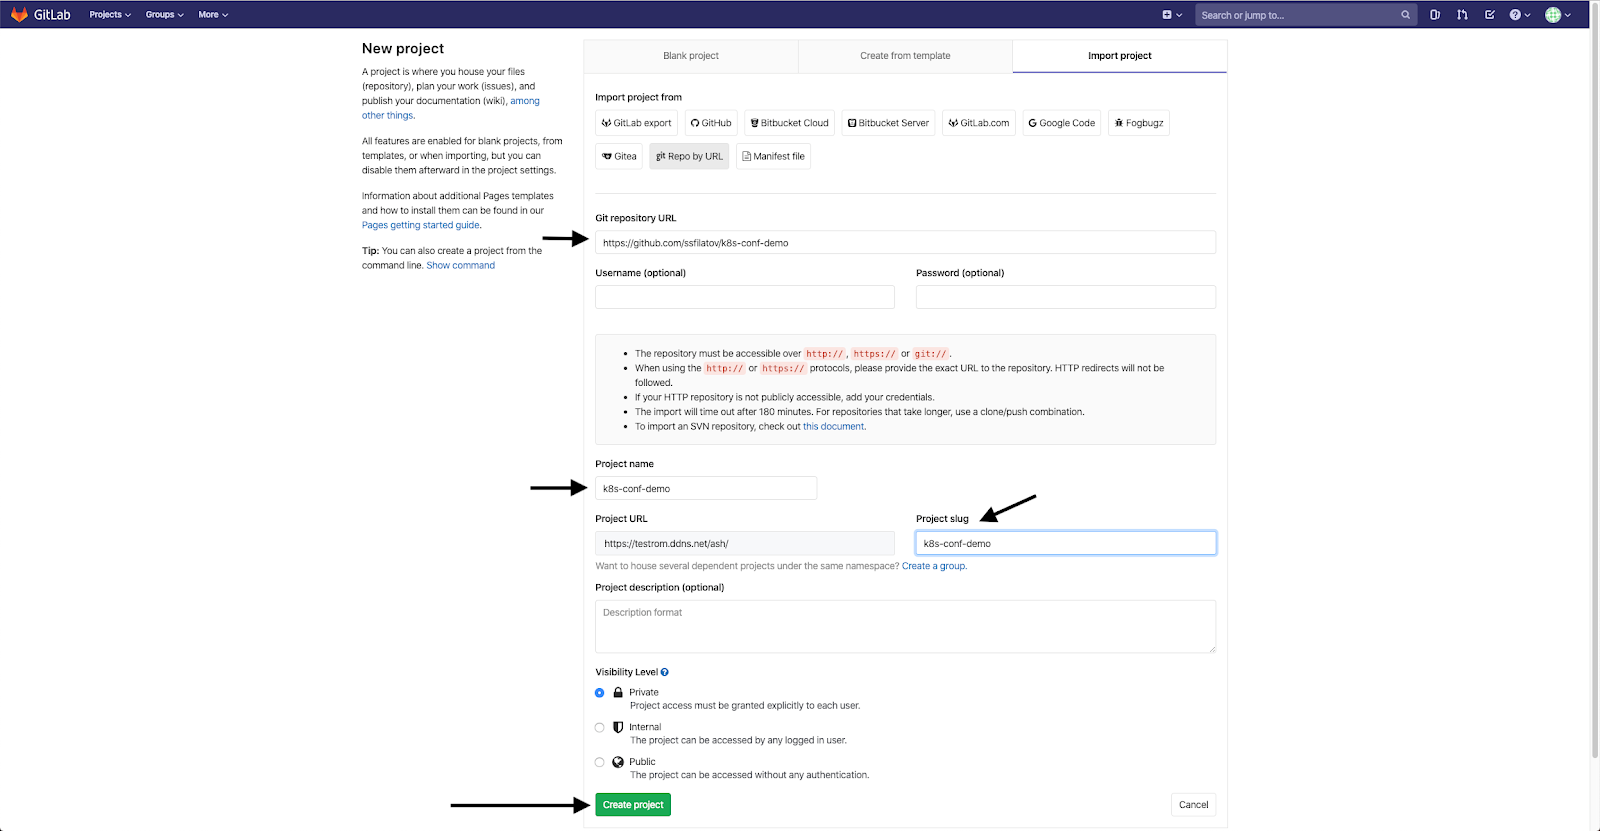 GitLab Projects Groups More Search or jump to...
New project
A project is where you house your files
(repository), plan your work (issues), and
publish your documentation (wiki), among
other things.
All features are enabled for blank projects, from
templates, or when importing, but you can
disable them afterward in the project settings.
Information about additional Pages templates
and how to install them can be found in our
Pages getting started guide.
Tip: You can also create a project from the
command line. Show command
Blank project Create from template Import project
Import project from
GitLab export GitHub Bitbucket Cloud Bitbucket Server GitLab.com Google Code Fogbugz
Gitea git Repo by URL Manifest file
Git repository URL
https://github.com/ssfilatov/k8s-conf-demo
Username (optional) Password (optional)
The repository must be accessible over http://, https:// or git://.
When using the http:// or https:// protocols, please provide the exact URL to the repository. HTTP redirects will not be
followed.
If your HTTP repository is not publicly accessible, add your credentials.
The import will time out after 180 minutes. For repositories that take longer, use a clone/push combination.
To import an SVN repository, check out this document.
Project name
k8s-conf-demo
Project URL Project slug
https://testrom.ddns.net/ash/ k8s-conf-demo
Want to house several dependent projects under the same namespace? Create a group.
Project description (optional)
Description format
Visibility Level
Private
Project access must be granted explicitly to each user.
Internal
The project can be accessed by any logged in user.
Public
The project can be accessed without any authentication.
Create project Cancel